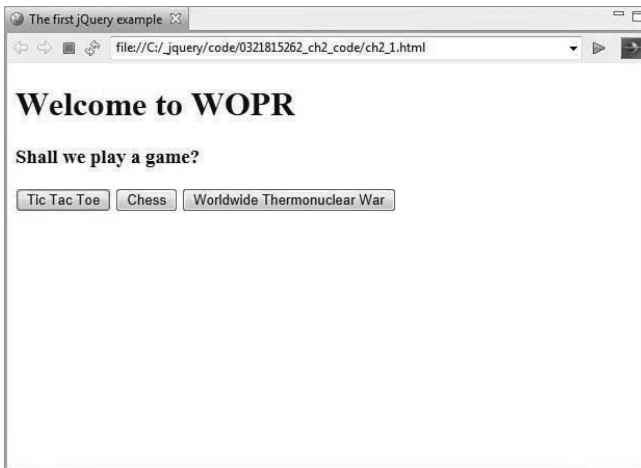 The first jQuery example
file://C:/_jquery/code/0321815262_ch2_code/ch2_1.html
Welcome to WOPR
Shall we play a game?
Tic Tac Toe Chess Worldwide Thermonuclear War